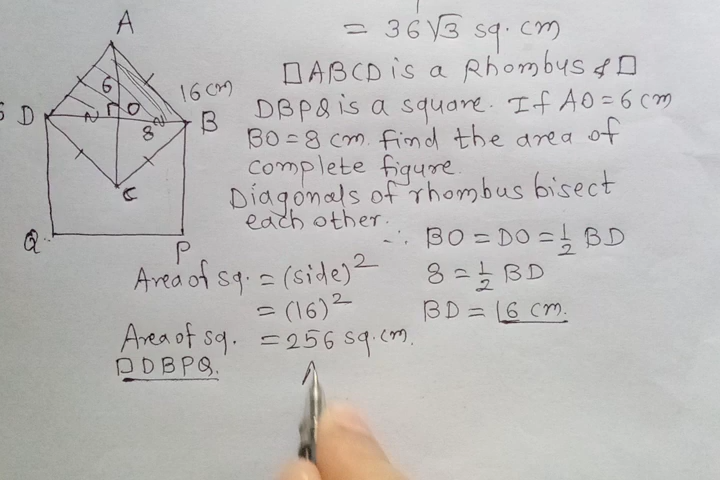 = 36√3 sq. cm
□ABCD is a Rhombus & □
DBPQ is a square. If AO = 6 cm
BO = 8 cm. find the area of
complete figure.
Diagonals of rhombus bisect
each other.
∴ BO = DO = 1/2 BD
8 = 1/2 BD
BD = 16 cm.
Area of sq. = (side)²
= (16)²
Area of sq. = 256 sq. cm.
□DBPQ.
A
6
16 cm
D
O
8
B
C
Q
P